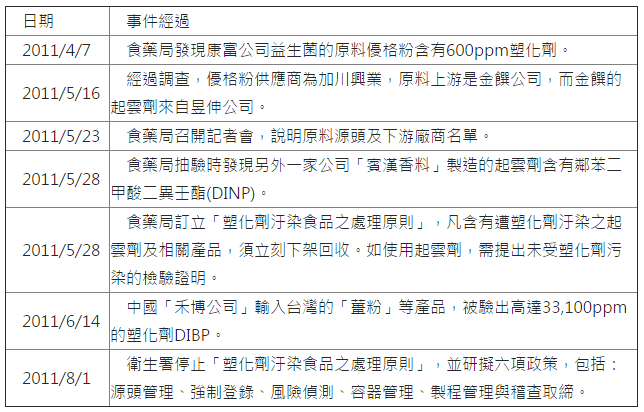 日期 事件經過
2011/4/7 食藥局發現康富公司益生菌的原料優格粉含有600ppm塑化劑。
2011/5/16 經過調查，優格粉供應商為加川興業，原料上游是金饌公司，而金饌的
起雲劑來自昱伸公司。
2011/5/23 食藥局召開記者會，說明原料源頭及下游廠商名單。
2011/5/28 食藥局抽驗時發現另外一家公司「賓漢香料」製造的起雲劑含有鄰苯二
甲酸二異壬酯(DINP)。
2011/5/28 食藥局訂立「塑化劑汙染食品之處理原則」，凡含有遭塑化劑汙染之起
雲劑及相關產品，須立刻下架回收。如使用起雲劑，需提出未受塑化劑污
染的檢驗證明。
2011/6/14 中國「禾博公司」輸入台灣的「薑粉」等產品，被驗出高達33,100ppm
的塑化劑DIBP。
2011/8/1 衛生署停止「塑化劑汙染食品之處理原則」，並研擬六項政策，包括：
源頭管理、強制登錄、風險偵測、容器管理、製程管理與稽查取締。